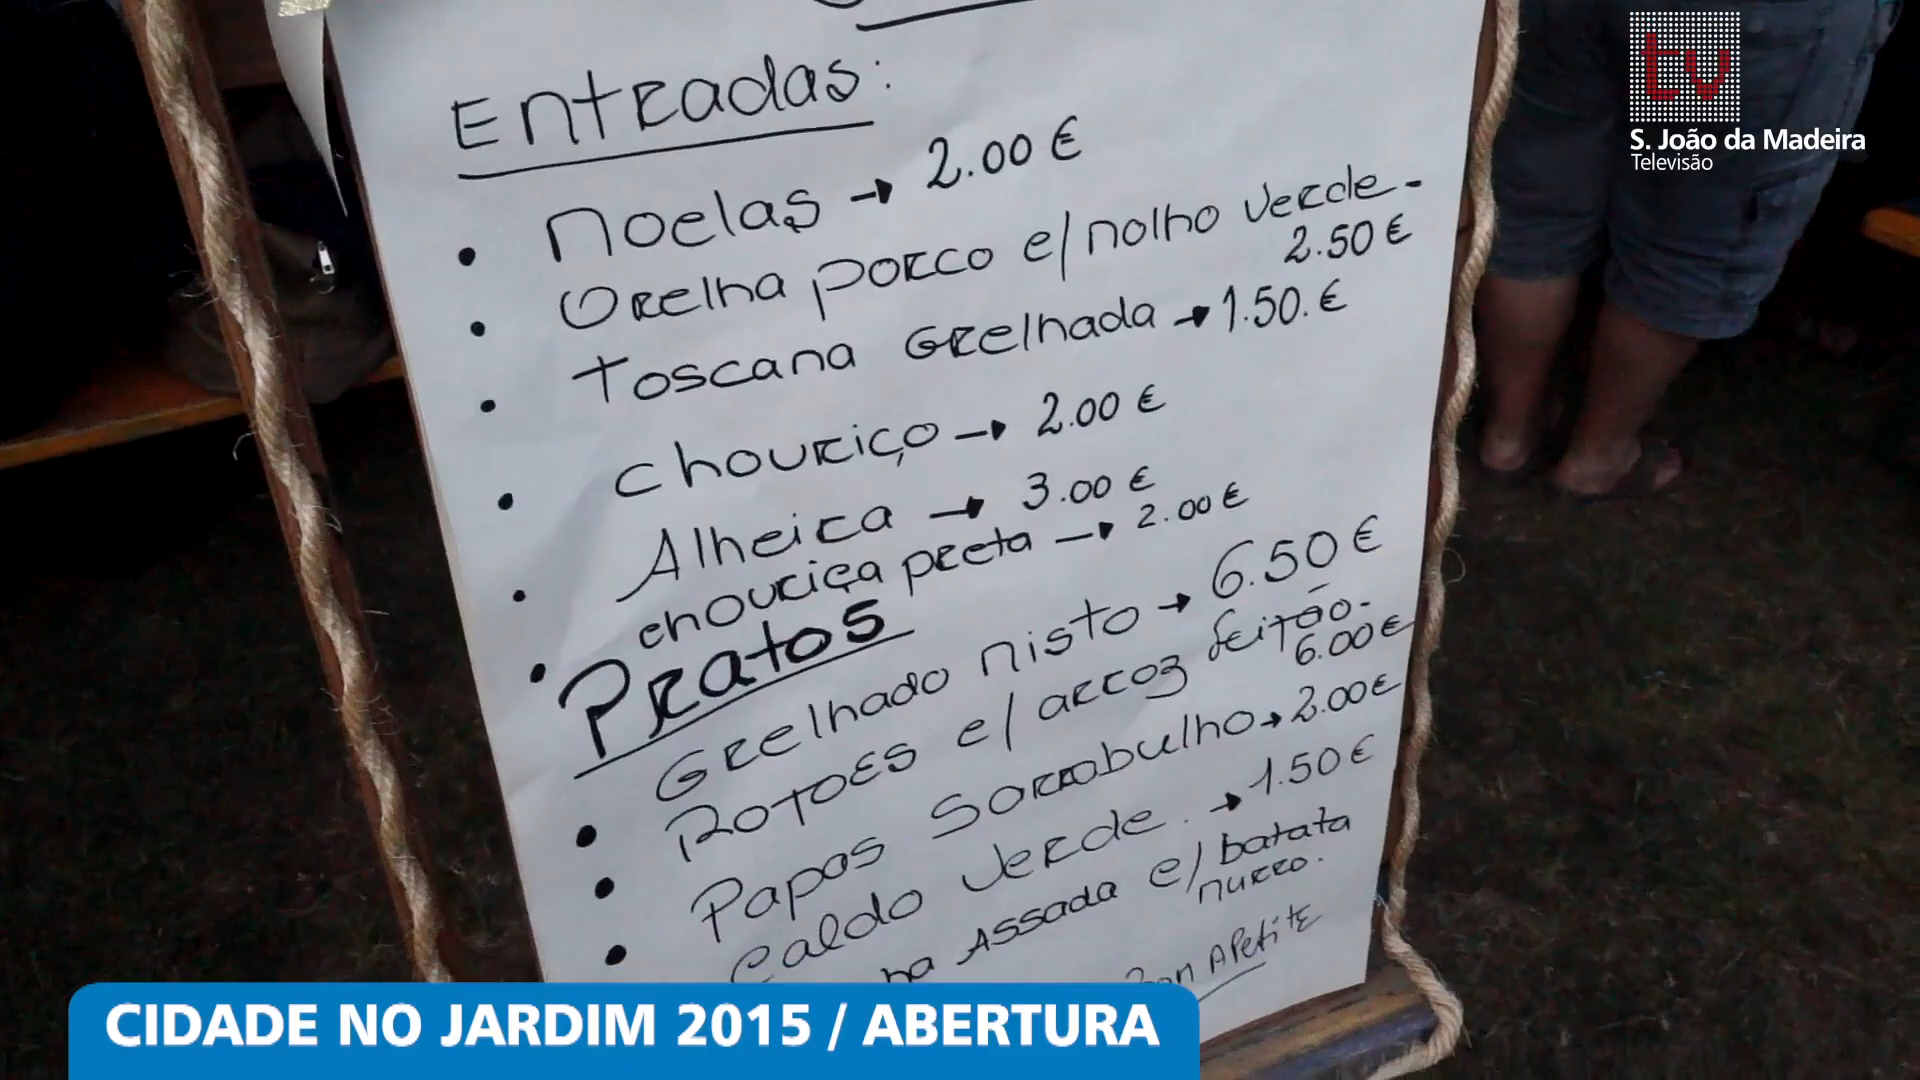 Entradas:
• Moelas → 2.00 €
• Orelha porco c/ molho verde -
2.50 €
• Toscana Grelhada → 1.50. €
• Chouriço → 2.00 €
• Alheira → 3.00 €
• chouriça preta → 2.00 €
Pratos
• Grelhado misto → 6.50 €
• Rojões c/ arroz feijão -
6.00 €
• Papas Sarrabulho → 2.00 €
Caldo Verde. → 1.50 €
Assada c/ batata
murro.
Bon Apetite
tv
S. João da Madeira
Televisão
CIDADE NO JARDIM 2015 / ABERTURA